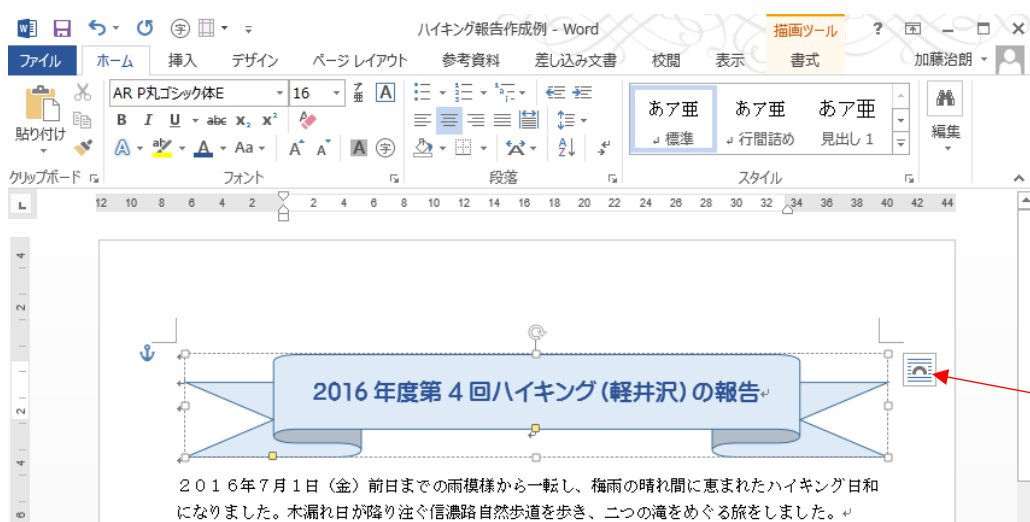 ハイキング報告作成例 - Word
描画ツール
?
ファイル ホーム 挿入 デザイン ページ レイアウト 参考資料 差し込み文書 校閲 表示 書式 加藤治朗
AR P丸ゴシック体E 16
B I U abc x₂ x² Aa A A A 字
貼り付け
あア亜 あア亜 あア亜
標準 行間詰め 見出し 1
編集
クリップボード フォント 段落 スタイル
12 10 8 6 4 2 2 4 6 8 10 12 14 16 18 20 22 24 26 28 30 32 34 36 38 40 42 44
4
2
2
4
6
2016 年度第 4 回ハイキング(軽井沢)の報告
2016年7月1日(金)前日までの雨模様から一転し、梅雨の晴れ間に恵まれたハイキング日和
になりました。木漏れ日が降り注ぐ信濃路自然歩道を歩き、二つの滝をめぐる旅をしました。